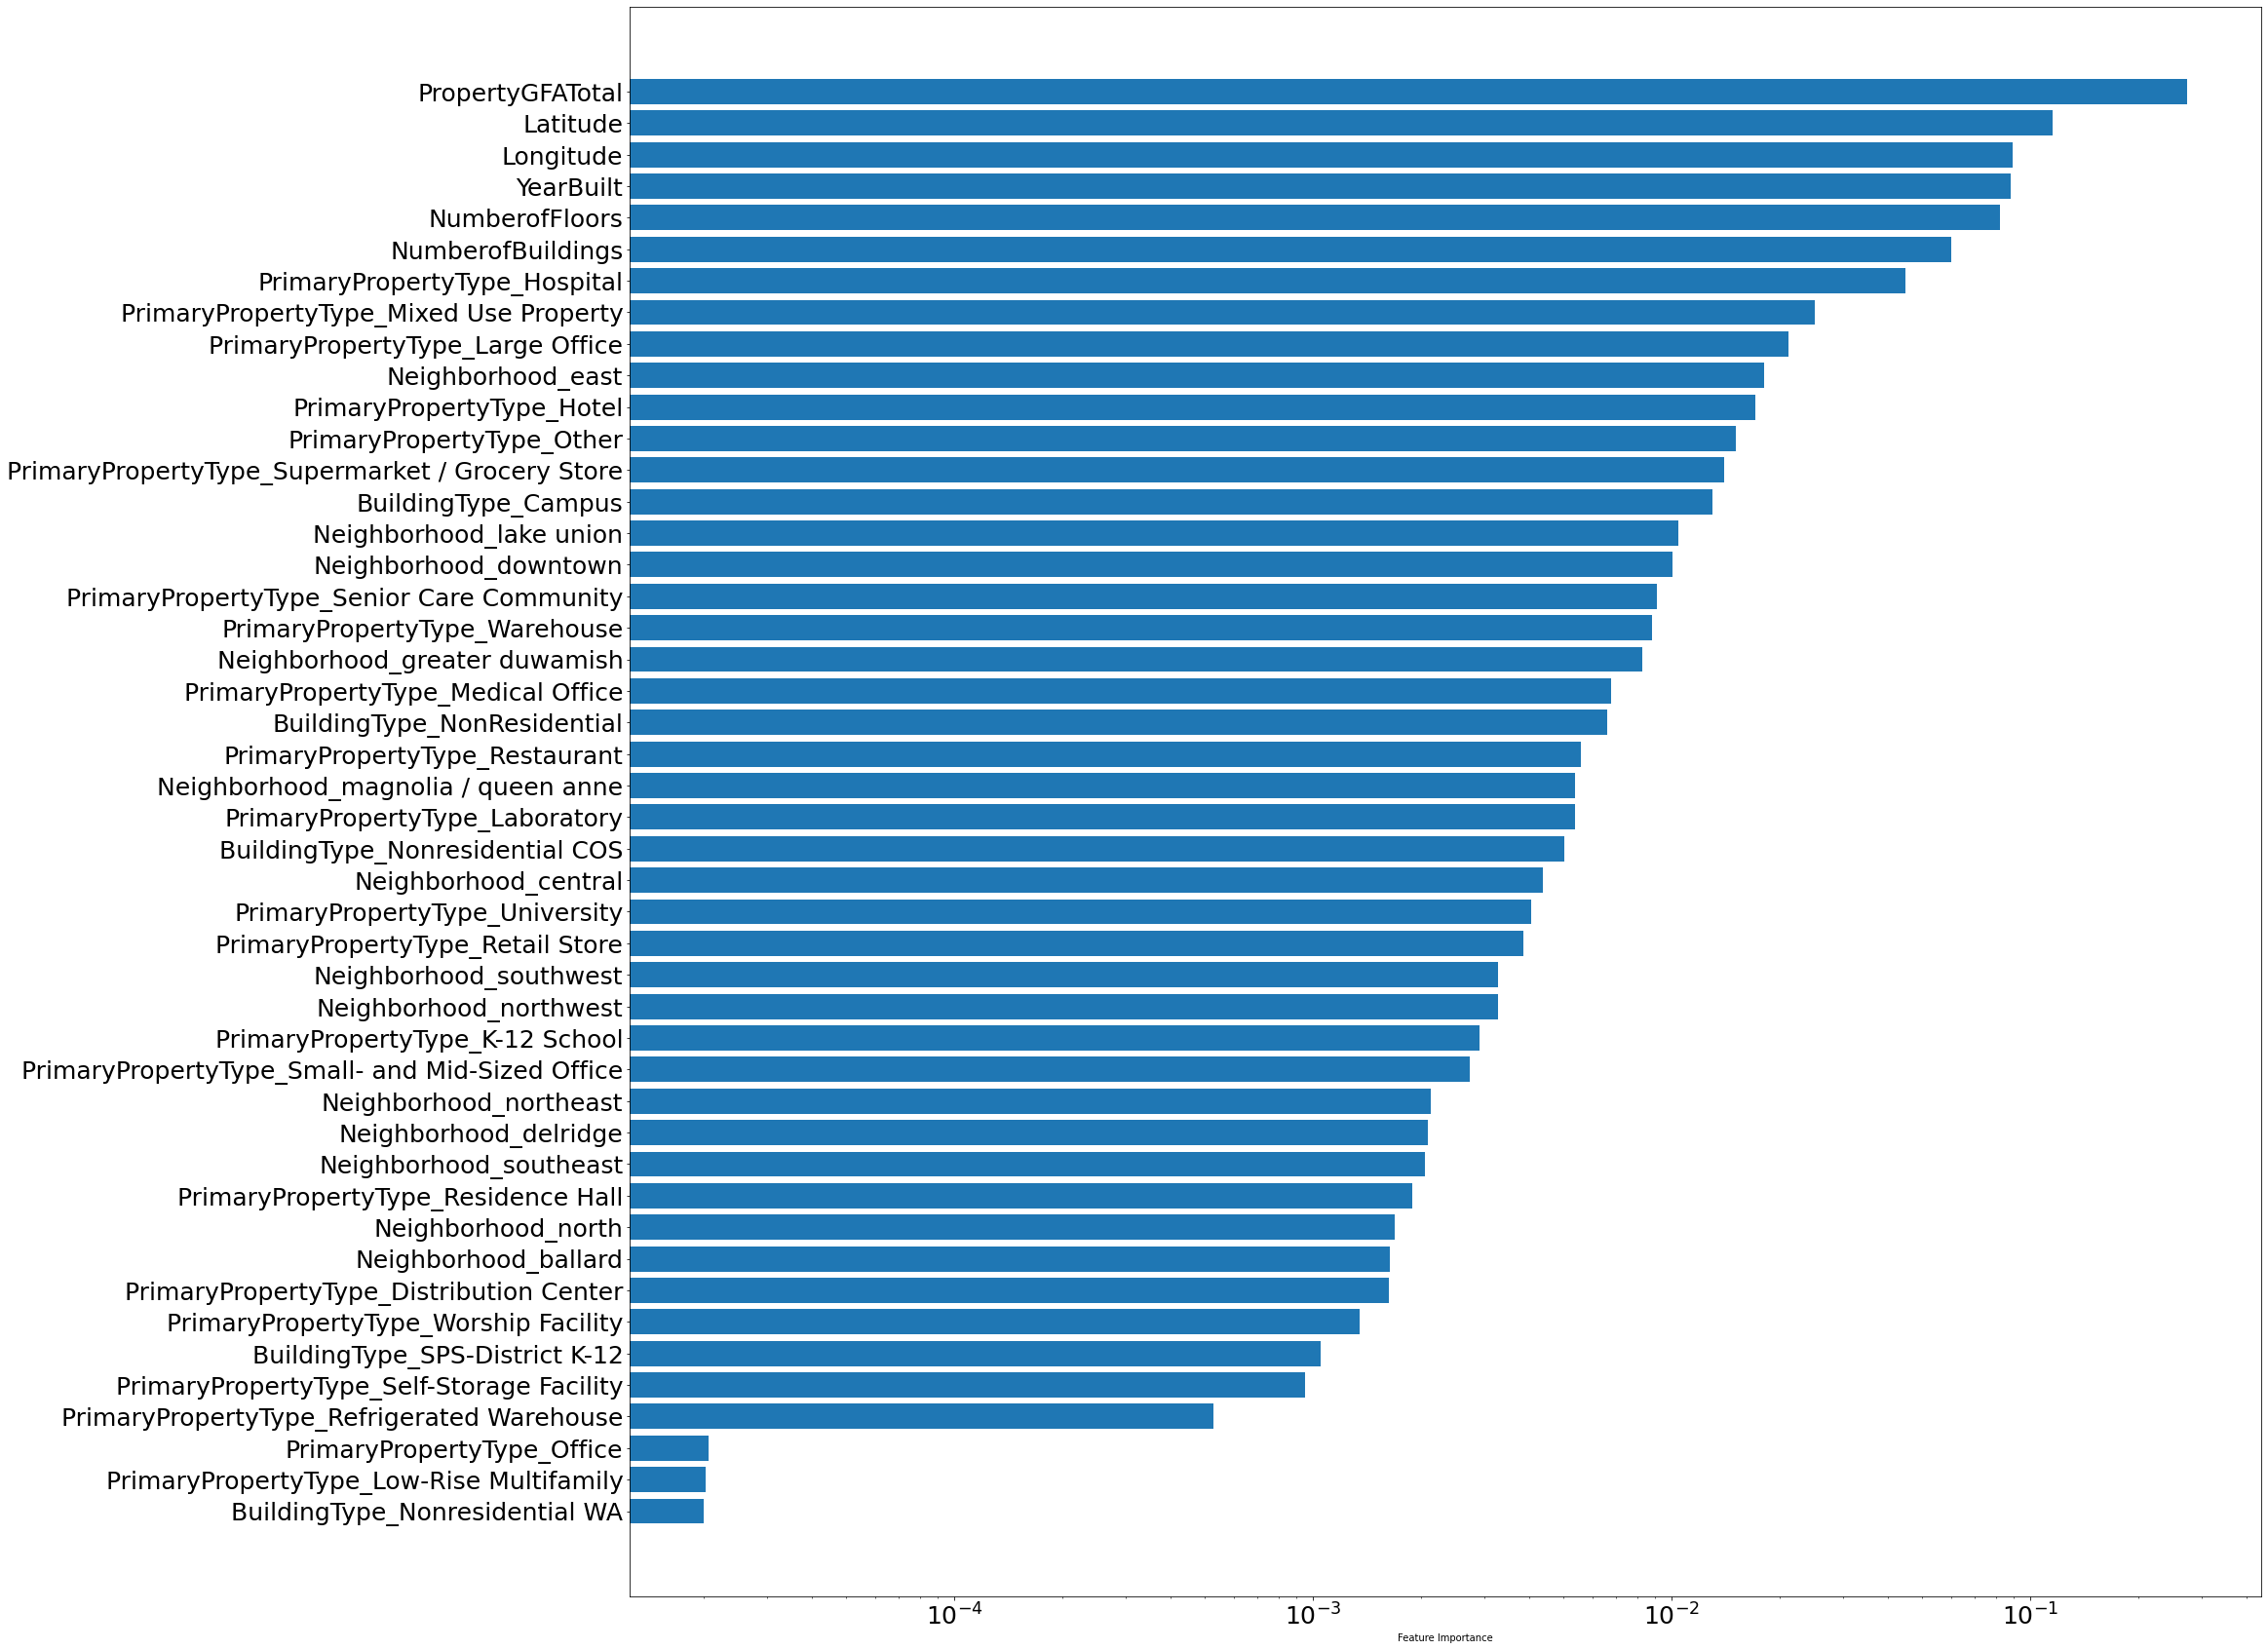 PropertyGFATotal
Latitude
Longitude
YearBuilt
NumberofFloors
NumberofBuildings
PrimaryPropertyType_Hospital
PrimaryPropertyType_Mixed Use Property
PrimaryPropertyType_Large Office
Neighborhood_east
PrimaryPropertyType_Hotel
PrimaryPropertyType_Other
PrimaryPropertyType_Supermarket / Grocery Store
BuildingType_Campus
Neighborhood_lake union
Neighborhood_downtown
PrimaryPropertyType_Senior Care Community
PrimaryPropertyType_Warehouse
Neighborhood_greater duwamish
PrimaryPropertyType_Medical Office
BuildingType_NonResidential
PrimaryPropertyType_Restaurant
Neighborhood_magnolia / queen anne
PrimaryPropertyType_Laboratory
BuildingType_Nonresidential COS
Neighborhood_central
PrimaryPropertyType_University
PrimaryPropertyType_Retail Store
Neighborhood_southwest
Neighborhood_northwest
PrimaryPropertyType_K-12 School
PrimaryPropertyType_Small- and Mid-Sized Office
Neighborhood_northeast
Neighborhood_delridge
Neighborhood_southeast
PrimaryPropertyType_Residence Hall
Neighborhood_north
Neighborhood_ballard
PrimaryPropertyType_Distribution Center
PrimaryPropertyType_Worship Facility
BuildingType_SPS-District K-12
PrimaryPropertyType_Self-Storage Facility
PrimaryPropertyType_Refrigerated Warehouse
PrimaryPropertyType_Office
PrimaryPropertyType_Low-Rise Multifamily
BuildingType_Nonresidential WA
10⁻⁴ 10⁻³ 10⁻² 10⁻¹
Feature Importance